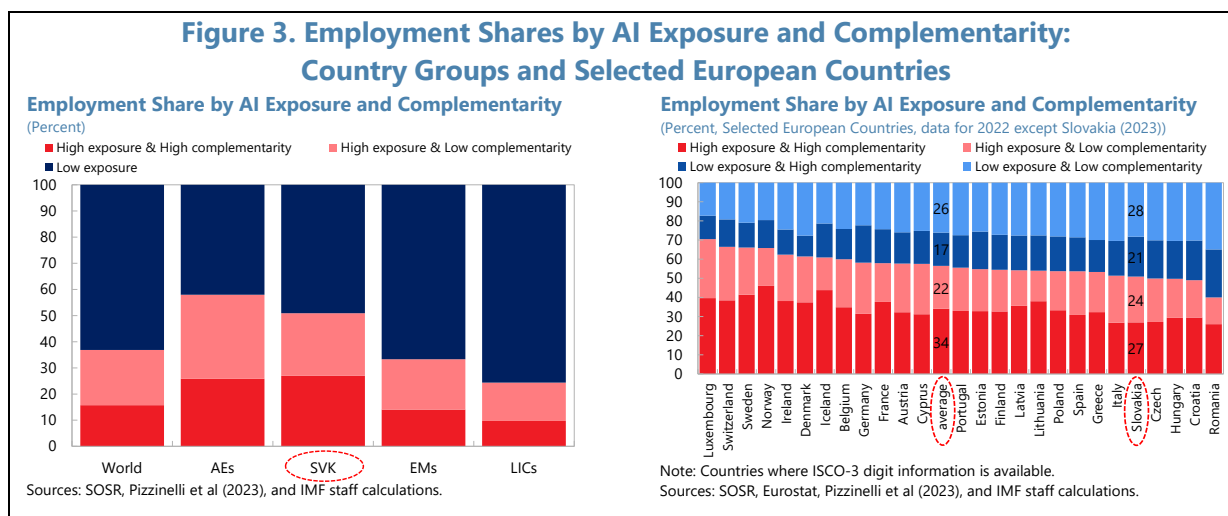 Figure 3. Employment Shares by AI Exposure and Complementarity:
Country Groups and Selected European Countries
Employment Share by AI Exposure and Complementarity
(Percent)
High exposure & High complementarity
High exposure & Low complementarity
Low exposure
100
90
80
70
60
50
40
30
20
10
0
World
AEs
SVK
EMs
LICs
Sources: SOSR, Pizzinelli et al (2023), and IMF staff calculations.
Employment Share by AI Exposure and Complementarity
(Percent, Selected European Countries, data for 2022 except Slovakia (2023))
High exposure & High complementarity
High exposure & Low complementarity
Low exposure & High complementarity
Low exposure & Low complementarity
100
90
80
70
60
50
40
30
20
10
0
26
17
22
34
28
21
24
27
Luxembourg
Switzerland
Sweden
Norway
Ireland
Denmark
Iceland
Belgium
Germany
France
Austria
Cyprus
average
Portugal
Estonia
Finland
Latvia
Lithuania
Poland
Spain
Greece
Italy
Slovakia
Czech
Hungary
Croatia
Romania
Note: Countries where ISCO-3 digit information is available.
Sources: SOSR, Eurostat, Pizzinelli et al (2023), and IMF staff calculations.